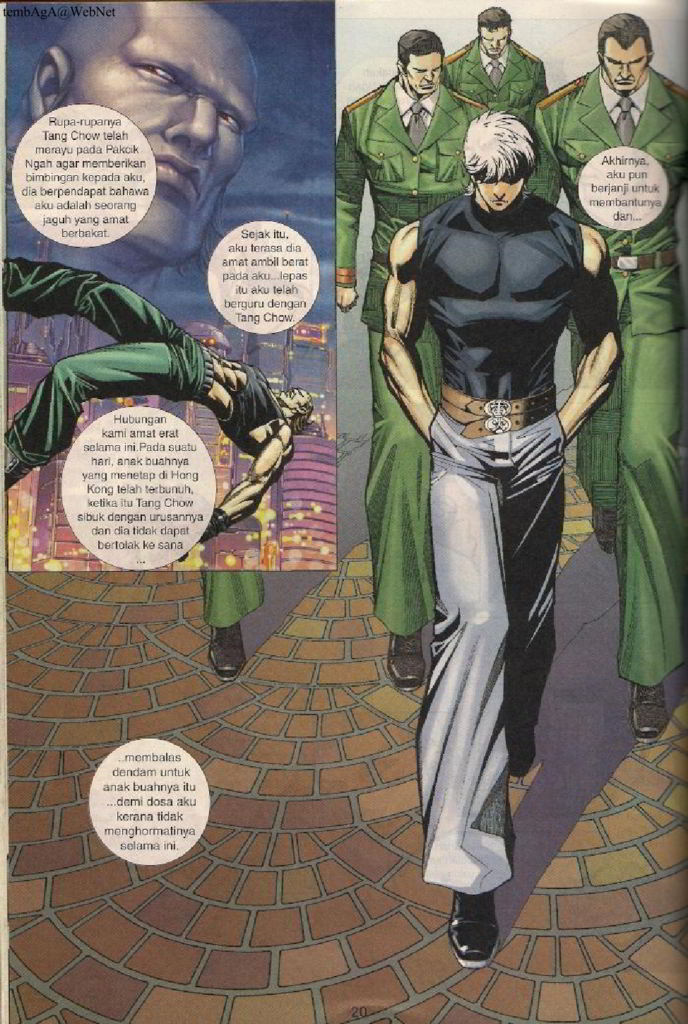 tembAgA@WebNet
Rupa-rupanya
Tang Chow telah
merayu pada Pakcik
Ngah agar memberikan
bimbingan kepada aku,
dia berpendapat bahawa
aku adalah seorang
jaguh yang amat
berbakat.
Sejak itu,
aku terasa dia
amat ambil berat
pada aku...lepas
itu aku telah
berguru dengan
Tang Chow.
Hubungan
kami amat erat
selama ini.Pada suatu
hari, anak buahnya
yang menetap di Hong
Kong telah terbunuh,
ketika itu Tang Chow
sibuk dengan urusannya
dan dia tidak dapat
bertolak ke sana
...
Akhirnya,
aku pun
berjanji untuk
membantunya
dan...
..membalas
dendam untuk
anak buahnya itu
...demi dosa aku
kerana tidak
menghormatinya
selama ini.
20